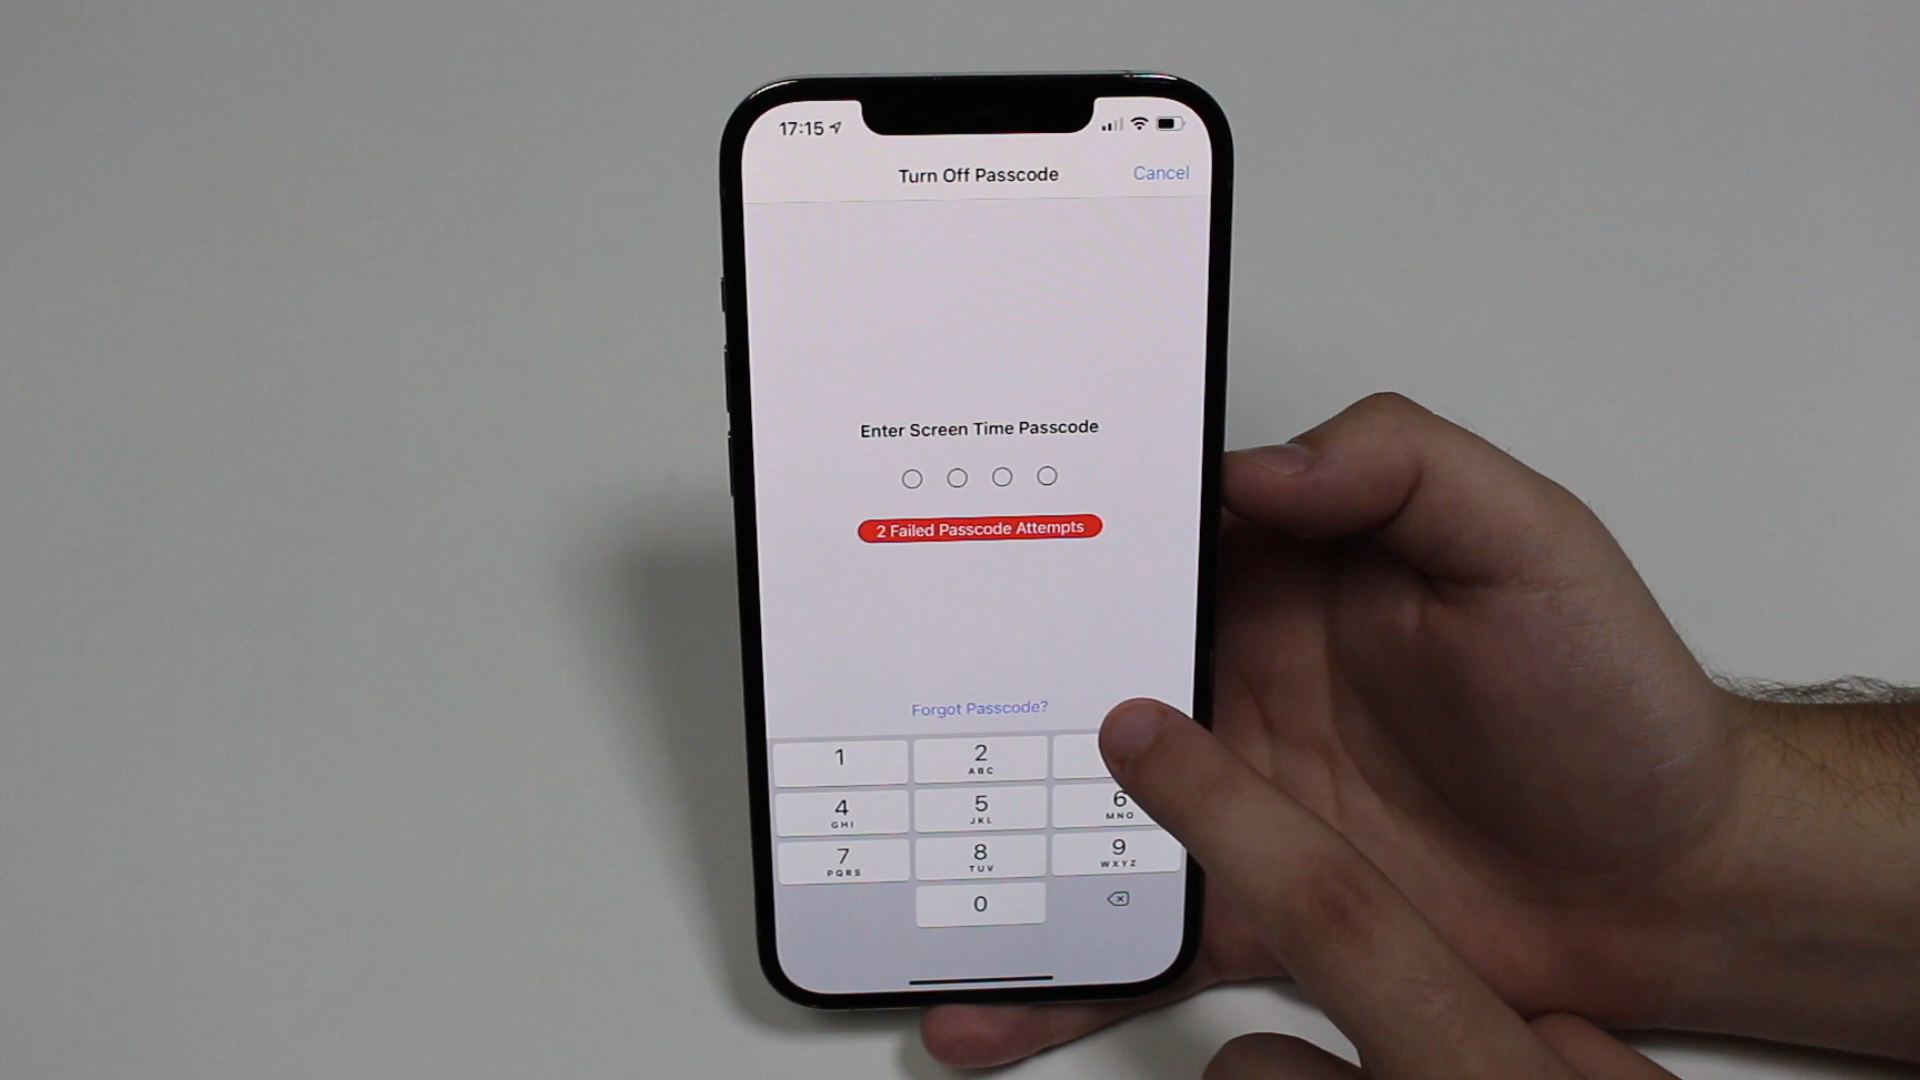 17:15
Turn Off Passcode
Cancel
Enter Screen Time Passcode
2 Failed Passcode Attempts
Forgot Passcode?
1
2
ABC
4
GHI
5
JKL
6
MNO
7
PQRS
8
TUV
9
WXYZ
0